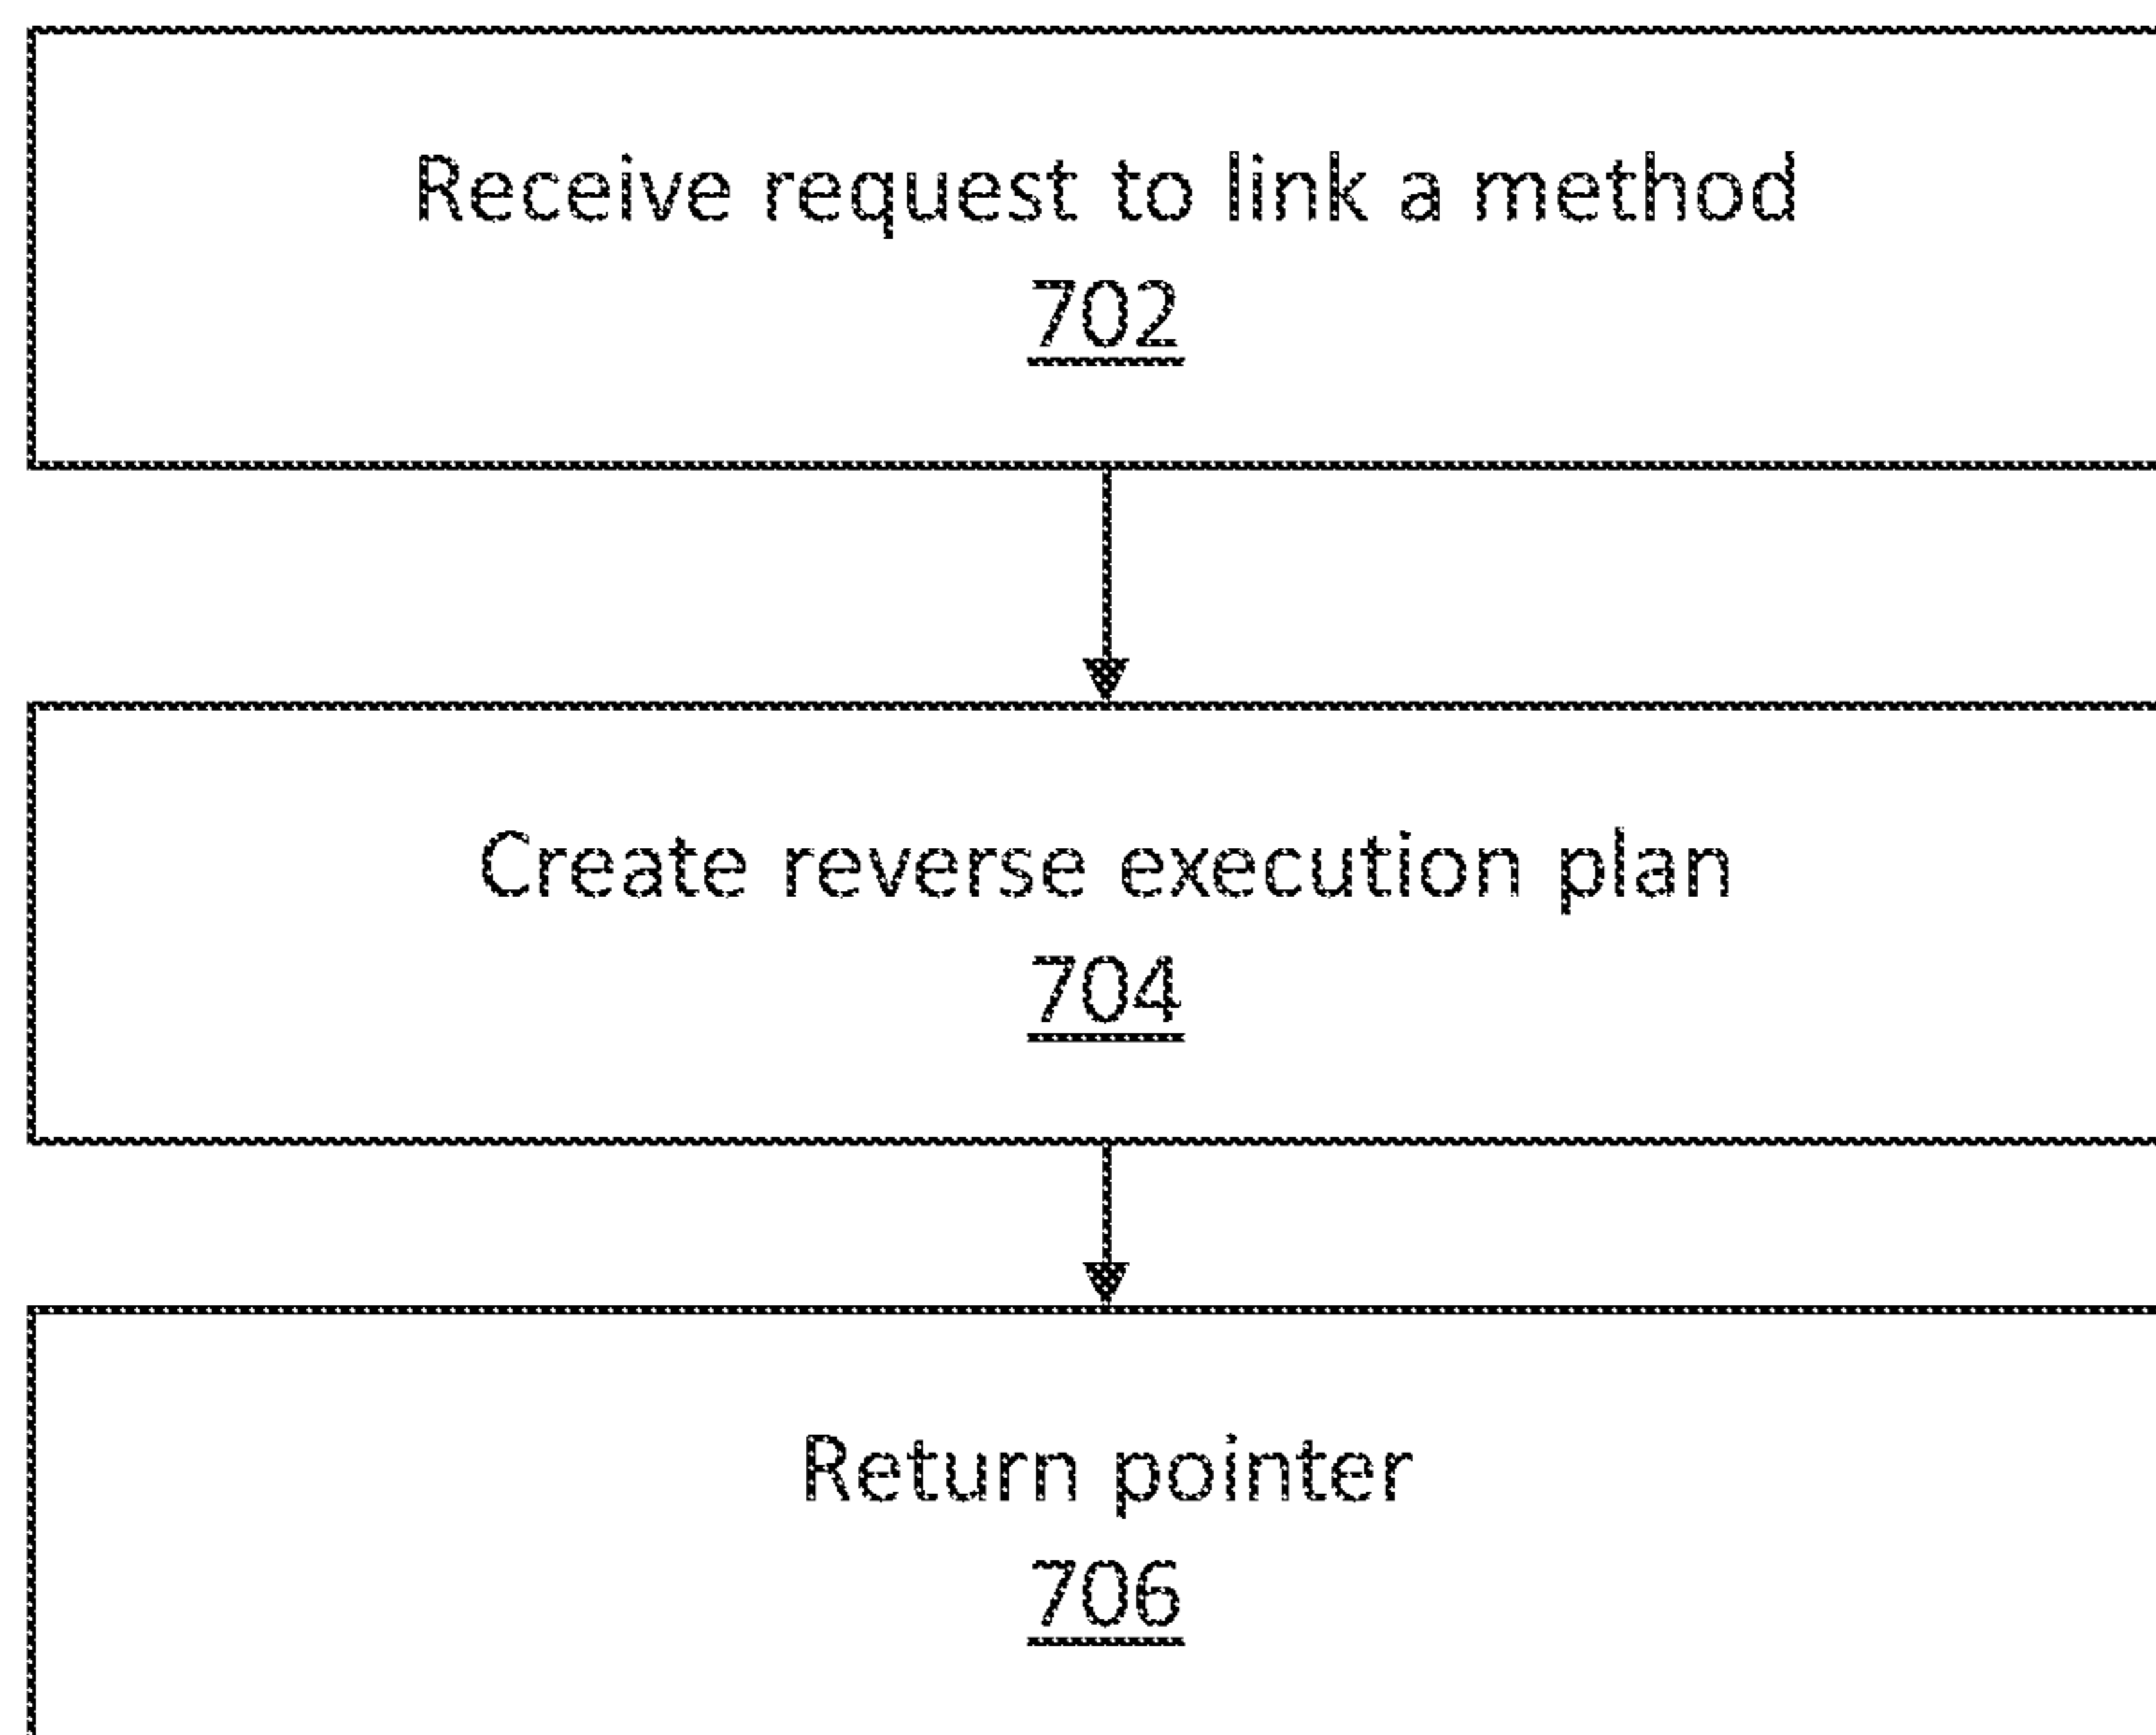 Receive request to link a method
702
Create reverse execution plan
704
Return pointer
706